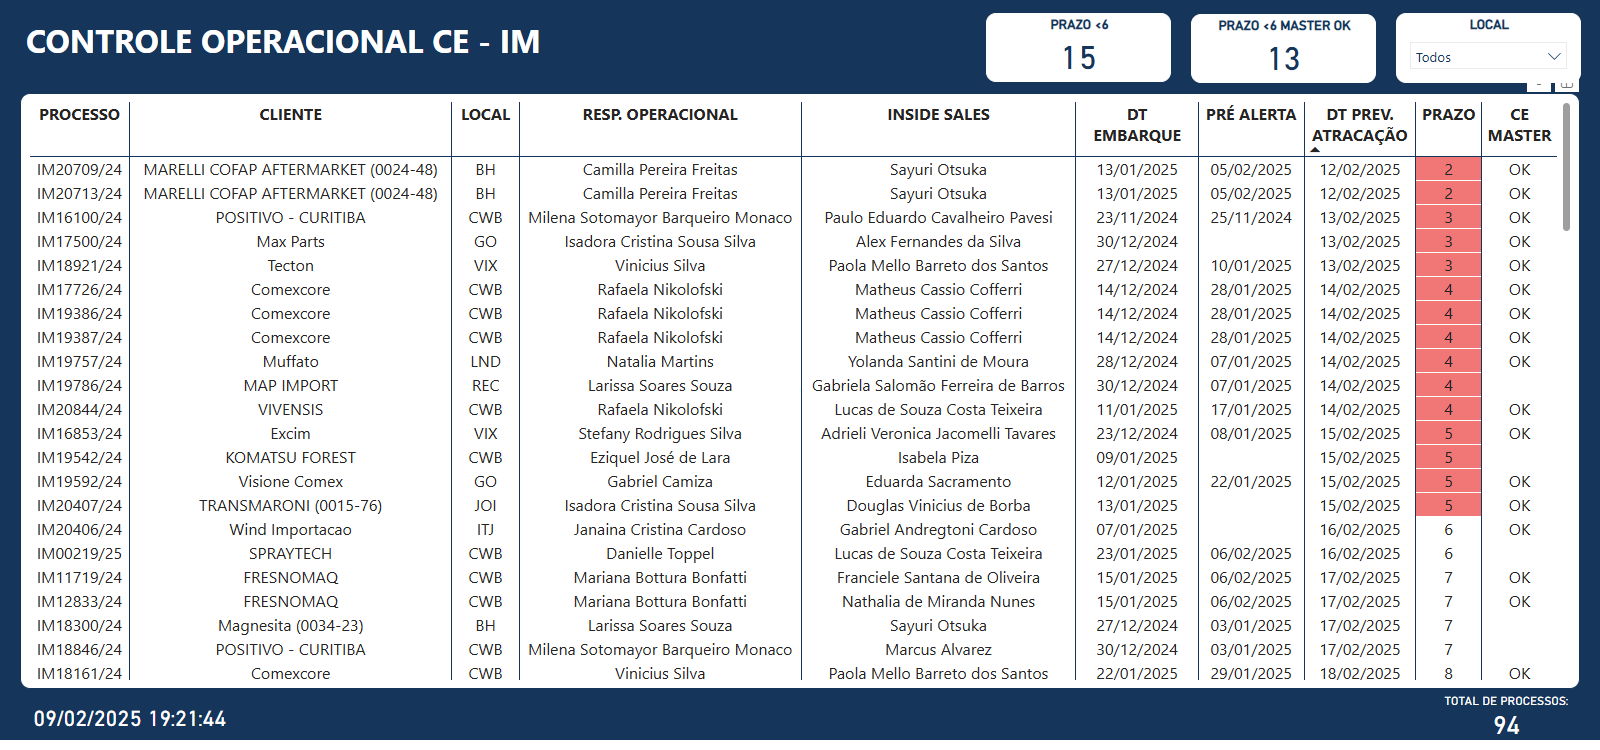 CONTROLE OPERACIONAL CE - IM
PRAZO <6
15
PRAZO <6 MASTER OK
13
LOCAL
Todos
PROCESSO CLIENTE LOCAL RESP. OPERACIONAL INSIDE SALES DT EMBARQUE PRÉ ALERTA DT PREV. ATRACAÇÃO PRAZO CE MASTER
IM20709/24 MARELLI COFAP AFTERMARKET (0024-48) BH Camilla Pereira Freitas Sayuri Otsuka 13/01/2025 05/02/2025 12/02/2025 2 OK
IM20713/24 MARELLI COFAP AFTERMARKET (0024-48) BH Camilla Pereira Freitas Sayuri Otsuka 13/01/2025 05/02/2025 12/02/2025 2 OK
IM16100/24 POSITIVO - CURITIBA CWB Milena Sotomayor Barqueiro Monaco Paulo Eduardo Cavalheiro Pavesi 23/11/2024 25/11/2024 13/02/2025 3 OK
IM17500/24 Max Parts GO Isadora Cristina Sousa Silva Alex Fernandes da Silva 30/12/2024 13/02/2025 3 OK
IM18921/24 Tecton VIX Vinicius Silva Paola Mello Barreto dos Santos 27/12/2024 10/01/2025 13/02/2025 3 OK
IM17726/24 Comexcore CWB Rafaela Nikolofski Matheus Cassio Cofferri 14/12/2024 28/01/2025 14/02/2025 4 OK
IM19386/24 Comexcore CWB Rafaela Nikolofski Matheus Cassio Cofferri 14/12/2024 28/01/2025 14/02/2025 4 OK
IM19387/24 Comexcore CWB Rafaela Nikolofski Matheus Cassio Cofferri 14/12/2024 28/01/2025 14/02/2025 4 OK
IM19757/24 Muffato LND Natalia Martins Yolanda Santini de Moura 28/12/2024 07/01/2025 14/02/2025 4 OK
IM19786/24 MAP IMPORT REC Larissa Soares Souza Gabriela Salomão Ferreira de Barros 30/12/2024 07/01/2025 14/02/2025 4
IM20844/24 VIVENSIS CWB Rafaela Nikolofski Lucas de Souza Costa Teixeira 11/01/2025 17/01/2025 14/02/2025 4 OK
IM16853/24 Excim VIX Stefany Rodrigues Silva Adrieli Veronica Jacomelli Tavares 23/12/2024 08/01/2025 15/02/2025 5 OK
IM19542/24 KOMATSU FOREST CWB Eziquel José de Lara Isabela Piza 09/01/2025 15/02/2025 5
IM19592/24 Visione Comex GO Gabriel Camiza Eduarda Sacramento 12/01/2025 22/01/2025 15/02/2025 5 OK
IM20407/24 TRANSMARONI (0015-76) JOI Isadora Cristina Sousa Silva Douglas Vinicius de Borba 13/01/2025 15/02/2025 5 OK
IM20406/24 Wind Importacao ITJ Janaina Cristina Cardoso Gabriel Andregtoni Cardoso 07/01/2025 16/02/2025 6 OK
IM00219/25 SPRAYTECH CWB Danielle Toppel Lucas de Souza Costa Teixeira 23/01/2025 06/02/2025 16/02/2025 6
IM11719/24 FRESNOMAQ CWB Mariana Bottura Bonfatti Franciele Santana de Oliveira 15/01/2025 06/02/2025 17/02/2025 7 OK
IM12833/24 FRESNOMAQ CWB Mariana Bottura Bonfatti Nathalia de Miranda Nunes 15/01/2025 06/02/2025 17/02/2025 7 OK
IM18300/24 Magnesita (0034-23) BH Larissa Soares Souza Sayuri Otsuka 27/12/2024 03/01/2025 17/02/2025 7
IM18846/24 POSITIVO - CURITIBA CWB Milena Sotomayor Barqueiro Monaco Marcus Alvarez 30/12/2024 03/01/2025 17/02/2025 7
IM18161/24 Comexcore CWB Vinicius Silva Paola Mello Barreto dos Santos 22/01/2025 29/01/2025 18/02/2025 8 OK
09/02/2025 19:21:44
TOTAL DE PROCESSOS:
94